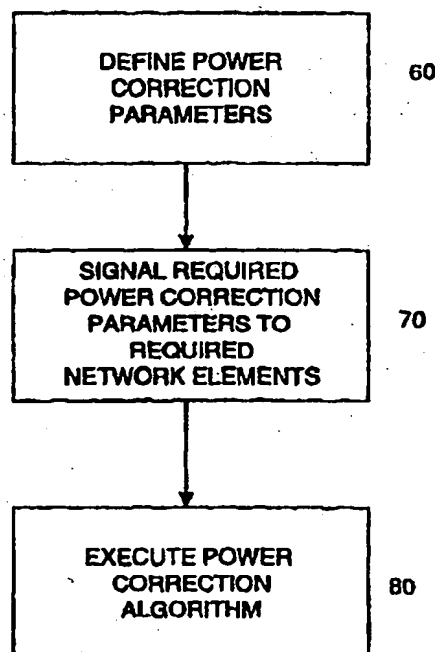 DEFINE POWER
CORRECTION
PARAMETERS
60
SIGNAL REQUIRED
POWER CORRECTION
PARAMETERS TO
REQUIRED
NETWORK ELEMENTS
70
EXECUTE POWER
CORRECTION
ALGORITHM
80